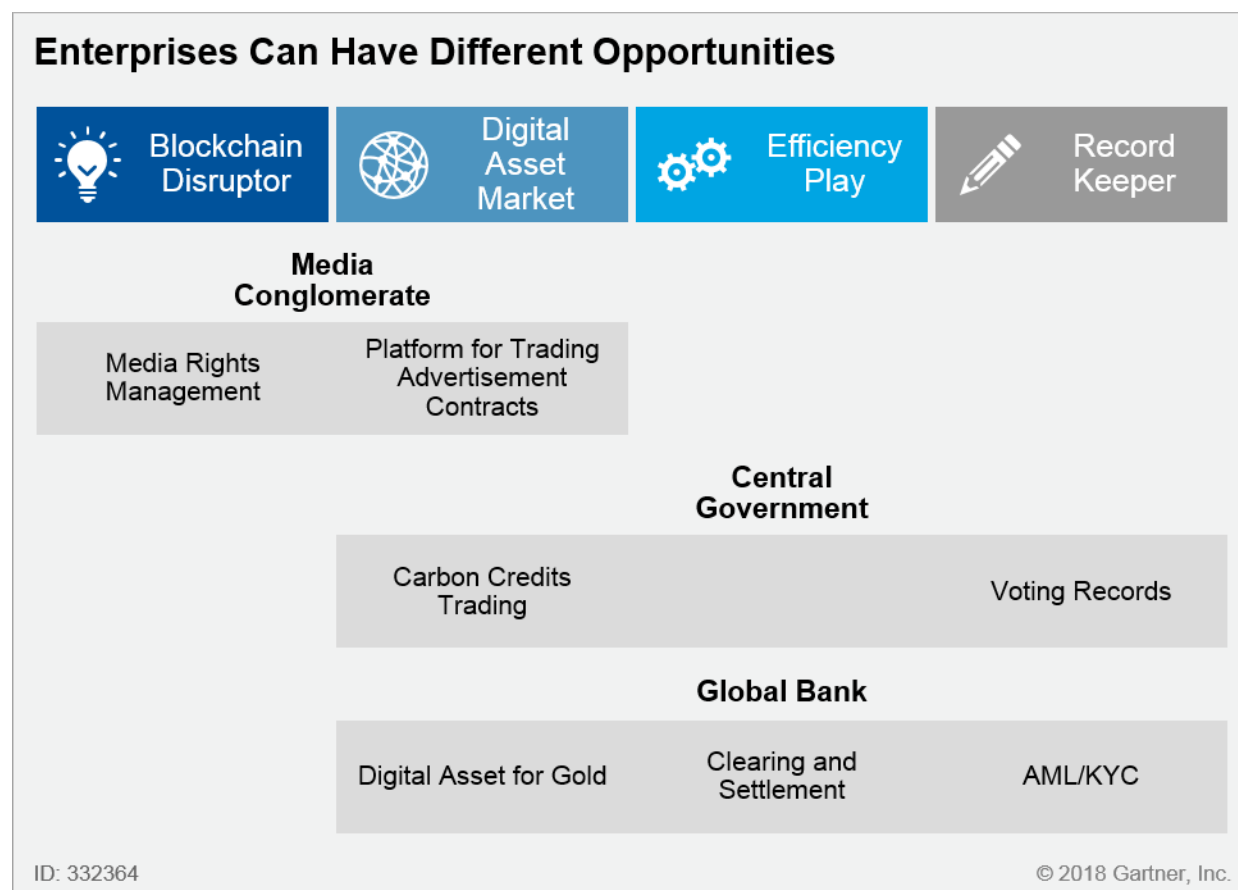 Enterprises Can Have Different Opportunities
Blockchain
Disruptor
Digital
Asset
Market
Efficiency
Play
Record
Keeper
Media
Conglomerate
Media Rights
Management
Platform for Trading
Advertisement
Contracts
Central
Government
Carbon Credits
Trading
Voting Records
Global Bank
Digital Asset for Gold
Clearing and
Settlement
AML/KYC
ID: 332364
© 2018 Gartner, Inc.